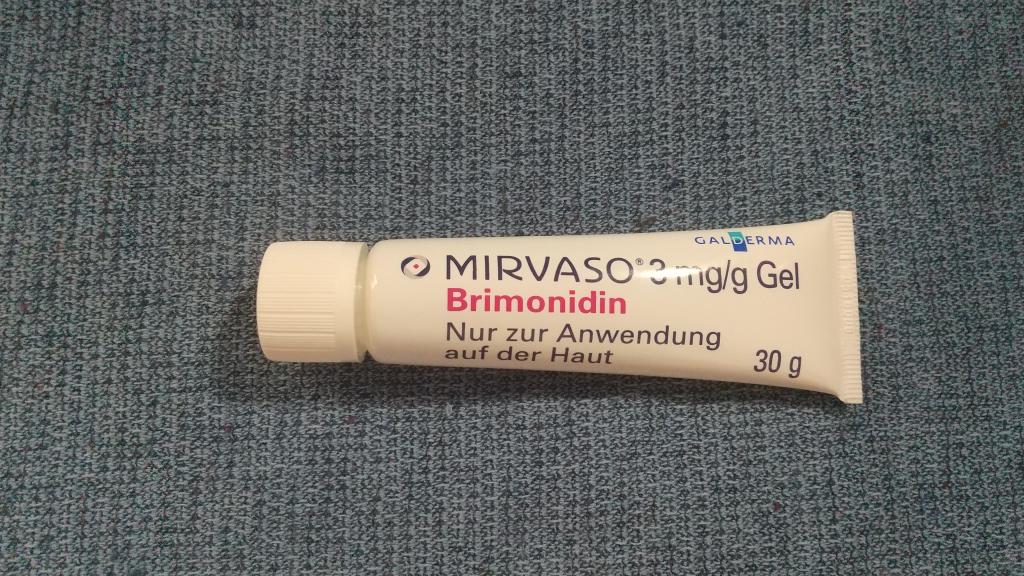 GALDERMA
MIRVASO® 3 mg/g Gel
Brimonidin
Nur zur Anwendung
auf der Haut
30 g